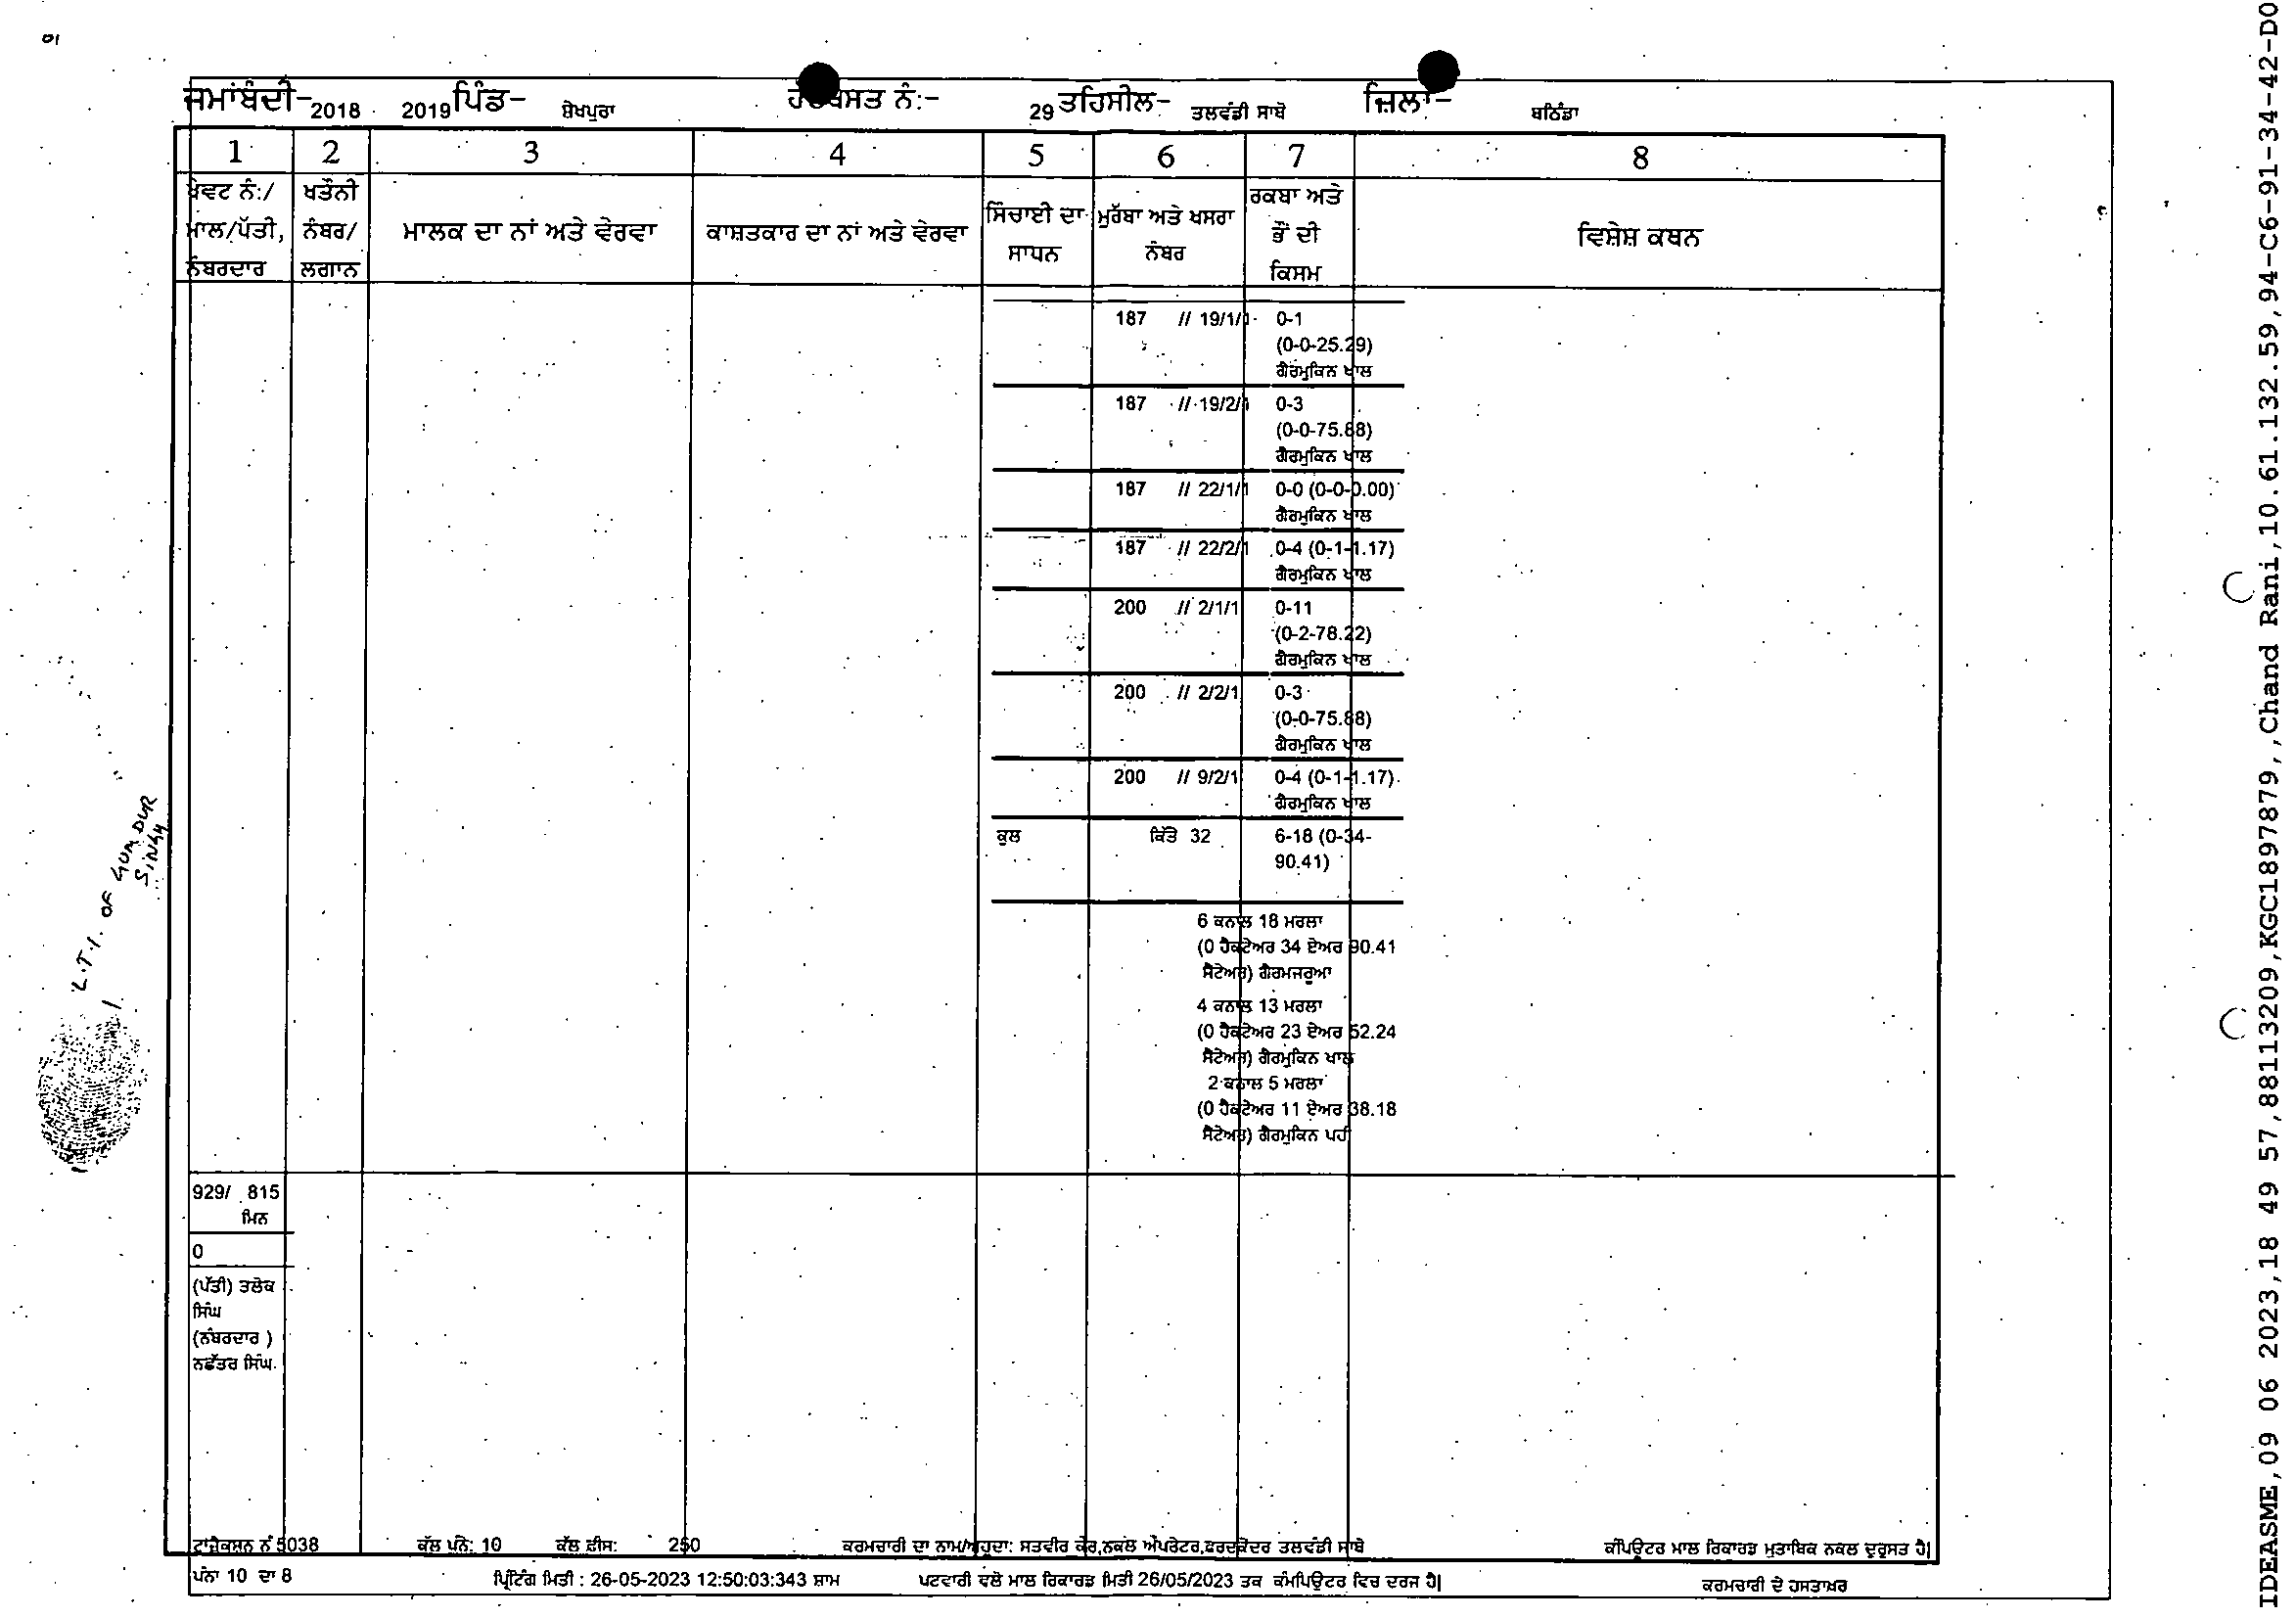 ਜਮਾਂਬੰਦੀ- 2018 2019 ਪਿੰਡ- ਸ਼ੇਖਪੁਰਾ ਨੰ:- 29 ਤਹਿਸੀਲ- ਤਲਵੰਡੀ ਸਾਬੋ ਜ਼ਿਲਾ- ਬਠਿੰਡਾ
1 2 3 4 5 6 7 8
ਖੇਵਟ ਨੰ:/ ਖਤੌਨੀ ਰਕਬਾ ਅਤੇ
ਮਾਲ/ਪੱਤੀ, ਨੰਬਰ/ ਮਾਲਕ ਦਾ ਨਾਂ ਅਤੇ ਵੇਰਵਾ ਕਾਸ਼ਤਕਾਰ ਦਾ ਨਾਂ ਅਤੇ ਵੇਰਵਾ ਸਿੰਚਾਈ ਦਾ ਮੁਰੱਬਾ ਅਤੇ ਖਸਰਾ ਭੌਂ ਦੀ ਵਿਸ਼ੇਸ਼ ਕਥਨ
ਨੰਬਰਦਾਰ ਲਗਾਨ ਸਾਧਨ ਨੰਬਰ ਕਿਸਮ
187 // 19/1/1 0-1
(0-0-25.29)
ਗੈਰਮੁਕਿਨ ਖਾਲ
187 // 19/2/1 0-3
(0-0-75.88)
ਗੈਰਮੁਕਿਨ ਖਾਲ
187 // 22/1/1 0-0 (0-0-0.00)
ਗੈਰਮੁਕਿਨ ਖਾਲ
187 // 22/2/1 0-4 (0-1-1.17)
ਗੈਰਮੁਕਿਨ ਖਾਲ
200 // 2/1/1 0-11
(0-2-78.22)
ਗੈਰਮੁਕਿਨ ਖਾਲ
200 // 2/2/1 0-3
(0-0-75.88)
ਗੈਰਮੁਕਿਨ ਖਾਲ
200 // 9/2/1 0-4 (0-1-1.17)
ਗੈਰਮੁਕਿਨ ਖਾਲ
ਕੁਲ ਕਿੱਤੇ 32 6-18 (0-34-
90.41)
6 ਕਨਾਲ 18 ਮਰਲਾ
(0 ਹੈਕਟੇਅਰ 34 ਏਅਰ 90.41
ਸੈਂਟੇਅਰ) ਗੈਰਮਜਰੂਆ
4 ਕਨਾਲ 13 ਮਰਲਾ
(0 ਹੈਕਟੇਅਰ 23 ਏਅਰ 52.24
ਸੈਂਟੇਅਰ) ਗੈਰਮੁਕਿਨ ਖਾਲ
2 ਕਨਾਲ 5 ਮਰਲਾ
(0 ਹੈਕਟੇਅਰ 11 ਏਅਰ 38.18
ਸੈਂਟੇਅਰ) ਗੈਰਮੁਕਿਨ ਪਹੀ
L.T.I. OF GURDUR
SINGH
929/ 815
ਮਿਨ
0
(ਪੱਤੀ) ਤਲੋਕ
ਸਿੰਘ
(ਨੰਬਰਦਾਰ )
ਨਛੱਤਰ ਸਿੰਘ
ਟਾਂਜ਼ੈਕਸ਼ਨ ਨੰ 5038 ਕੱਲ ਪੰਨੇ: 10 ਕੱਲ ਫ਼ੀਸ: 250 ਕਰਮਚਾਰੀ ਦਾ ਨਾਮ/ਅਹੁਦਾ: ਸਤਵੀਰ ਕੌਰ,ਨਕਲ ਅੋਪਰੇਟਰ,ਫ਼ਰਦਕੇਂਦਰ ਤਲਵੰਡੀ ਸਾਬੋ ਕੰਪਿਉਟਰ ਮਾਲ ਰਿਕਾਰਡ ਮੁਤਾਬਿਕ ਨਕਲ ਦੁਰੁਸਤ ਹੈ|
ਪੰਨਾ 10 ਦਾ 8 ਪ੍ਰਿੰਟਿੰਗ ਮਿਤੀ : 26-05-2023 12:50:03:343 ਸ਼ਾਮ ਪਟਵਾਰੀ ਵਲੋ ਮਾਲ ਰਿਕਾਰਡ ਮਿਤੀ 26/05/2023 ਤਕ ਕੰਮਪਿਉਟਰ ਵਿਚ ਦਰਜ ਹੈ| ਕਰਮਚਾਰੀ ਦੇ ਹਸਤਾਖ਼ਰ
IDEASME,09 06 2023,18 49 57,88113209,KGC1897879,,Chand Rani,10.61.132.59,94-C6-91-34-42-D0